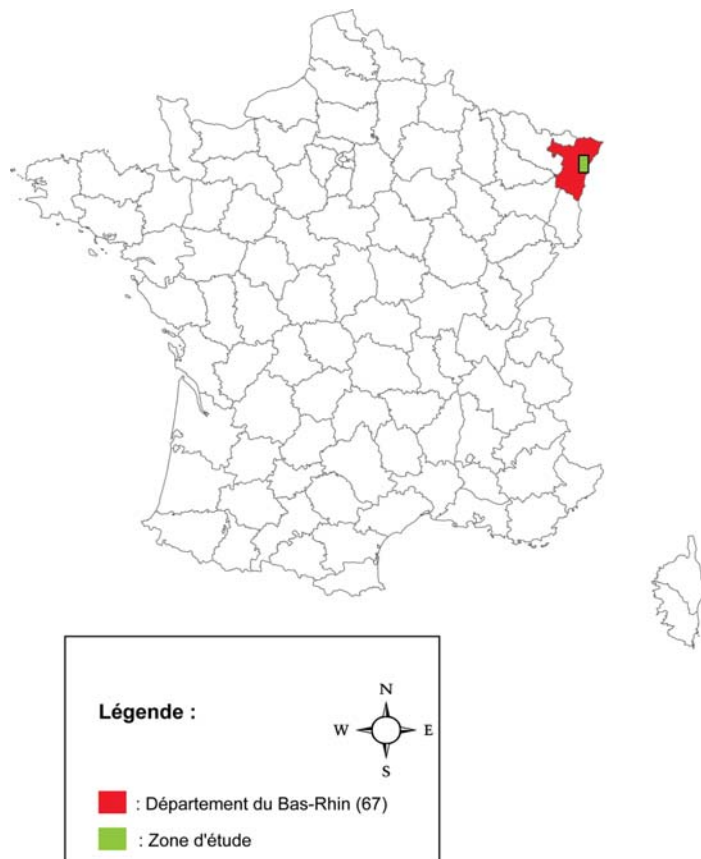 Légende :
N
W E
S
: Département du Bas-Rhin (67)
: Zone d'étude